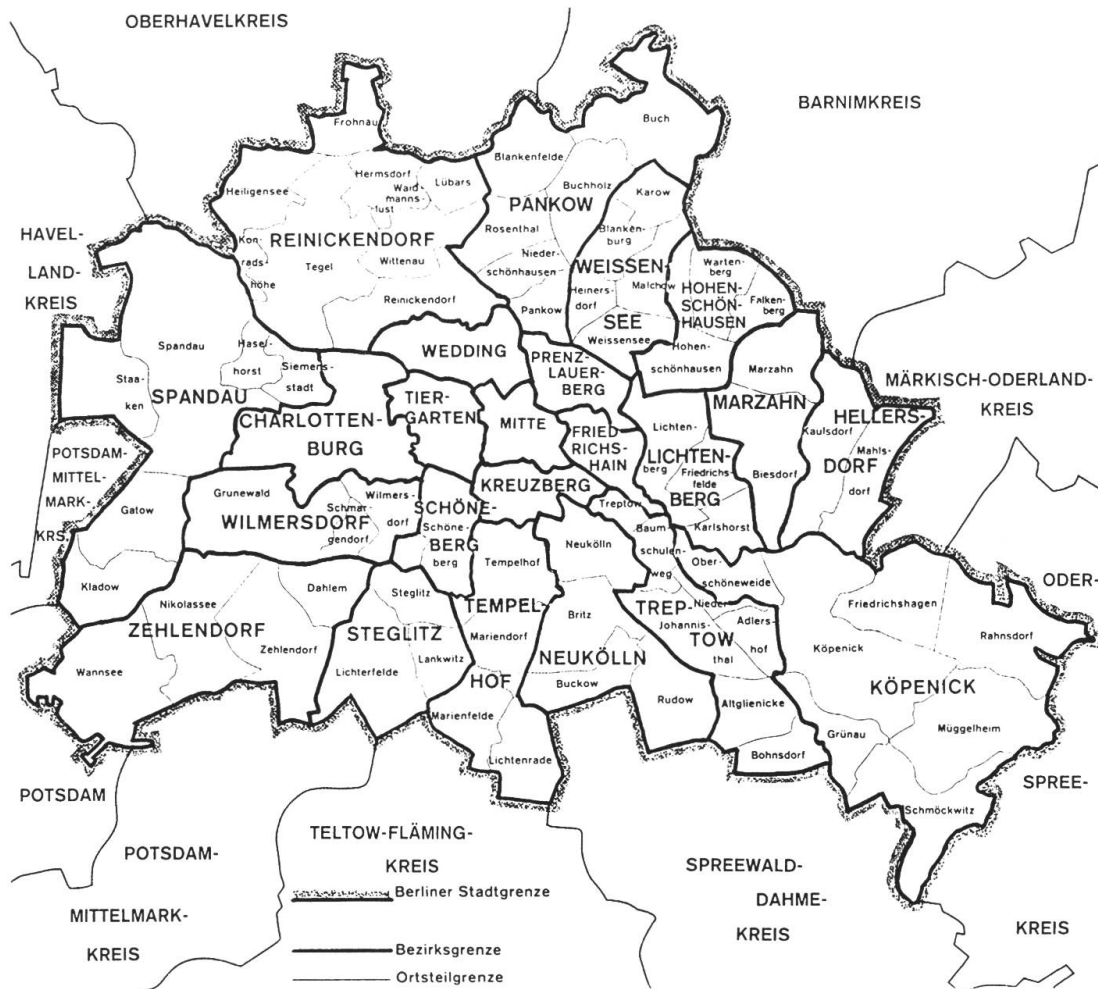 OBERHAVELKREIS
BARNIMKREIS
HAVEL-
LAND-
KREIS
MÄRKISCH-ODERLAND-
KREIS
POTSDAM-
MITTEL-
MARK-
KRS.
ODER-
SPREE-
KREIS
POTSDAM
POTSDAM-
MITTELMARK-
KREIS
TELTOW-FLÄMING-
KREIS
SPREEWALD-
DAHME-
KREIS
REINICKENDORF
Frohnau
Hermsdorf
Waid-
manns-
lust
Lübars
Heiligensee
Kon-
rads-
höhe
Tegel
Wittenau
Reinickendorf
PANKOW
Buch
Blankenfelde
Buchholz
Rosenthal
Nieder-
schönhausen
Pankow
WEISSEN-
SEE
Karow
Blanken-
burg
Heiners-
dorf
Malchow
Weissensee
HOHEN-
SCHÖN-
HAUSEN
Warten-
berg
Falken-
berg
Hohen-
schönhausen
SPANDAU
Spandau
Hasel-
horst
Siemens-
stadt
Staa-
ken
Gatow
Kladow
WEDDING
PRENZ-
LAUER-
BERG
CHARLOTTEN-
BURG
TIER-
GARTEN
MITTE
FRIED
RICHS-
HAIN
KREUZBERG
LICHTEN-
BERG
Lichten-
berg
Friedrichs-
felde
Karlshorst
MARZAHN
Marzahn
Biesdorf
HELLERS-
DORF
Kaulsdorf
Mahls-
dorf
WILMERSDORF
Grunewald
Schmar-
gendorf
Wilmers-
dorf
SCHÖNE-
BERG
Schöne-
berg
ZEHLENDORF
Nikolassee
Dahlem
Zehlendorf
Wannsee
STEGLITZ
Steglitz
Lankwitz
Lichterfelde
TEMPEL-
HOF
Tempelhof
Mariendorf
Marienfelde
Lichtenrade
NEUKÖLLN
Neukölln
Britz
Buckow
Rudow
TREP-
TOW
Treptow
Baum-
schulen-
weg
Nieder-
Johannis-
thal
Adlers-
hof
Altglienicke
Bohnsdorf
KÖPENICK
Ober-
schöneweide
Friedrichshagen
Rahnsdorf
Köpenick
Müggelheim
Grünau
Schmöckwitz
Berliner Stadtgrenze
Bezirksgrenze
Ortsteilgrenze